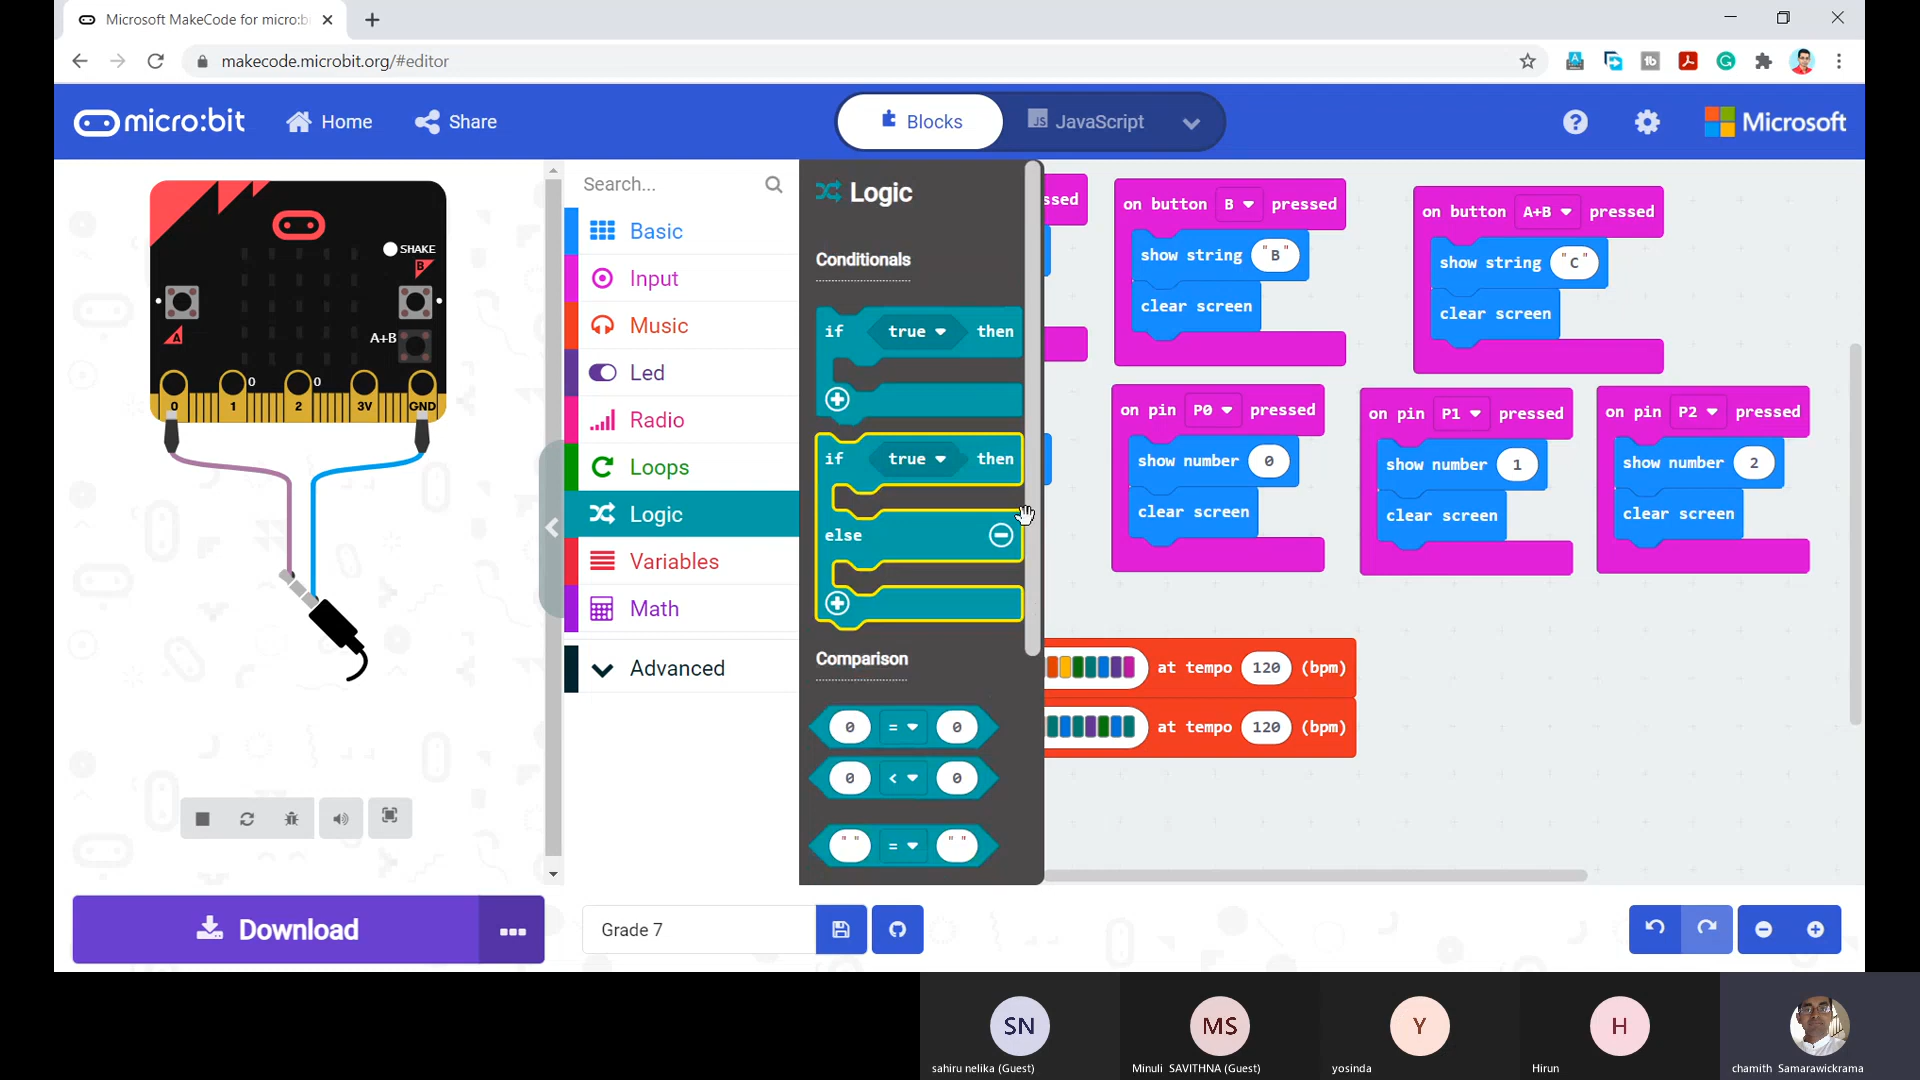 Microsoft MakeCode for micro:bi
makecode.microbit.org/#editor
micro:bit
Home
Share
Blocks
JS
JavaScript
?
Microsoft
SHAKE
B
A
A+B
0
0
0
1
2
3V
GND
Search...
Basic
Input
Music
Led
Radio
Loops
Logic
Variables
Math
Advanced
Logic
Conditionals
if true then
if true then
else
Comparison
0 = 0
0 < 0
" " = " "
ssed
on button B pressed
show string "B"
clear screen
on button A+B pressed
show string "C"
clear screen
on pin P0 pressed
show number 0
clear screen
on pin P1 pressed
show number 1
clear screen
on pin P2 pressed
show number 2
clear screen
at tempo 120 (bpm)
at tempo 120 (bpm)
Download
...
Grade 7
SN
sahiru nelika (Guest)
MS
Minuli SAVITHNA (Guest)
Y
yosinda
H
Hirun
chamith Samarawickrama